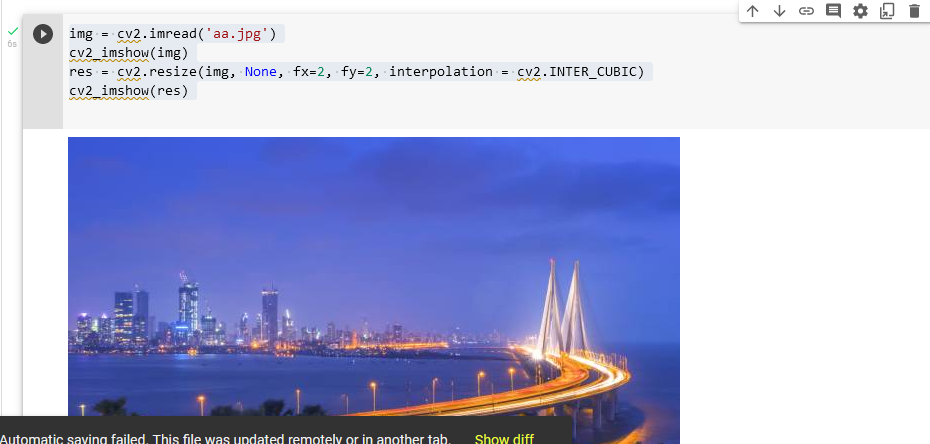 6s
img = cv2.imread('aa.jpg')
cv2_imshow(img)
res = cv2.resize(img, None, fx=2, fy=2, interpolation = cv2.INTER_CUBIC)
cv2_imshow(res)
Automatic saving failed. This file was updated remotely or in another tab. Show diff